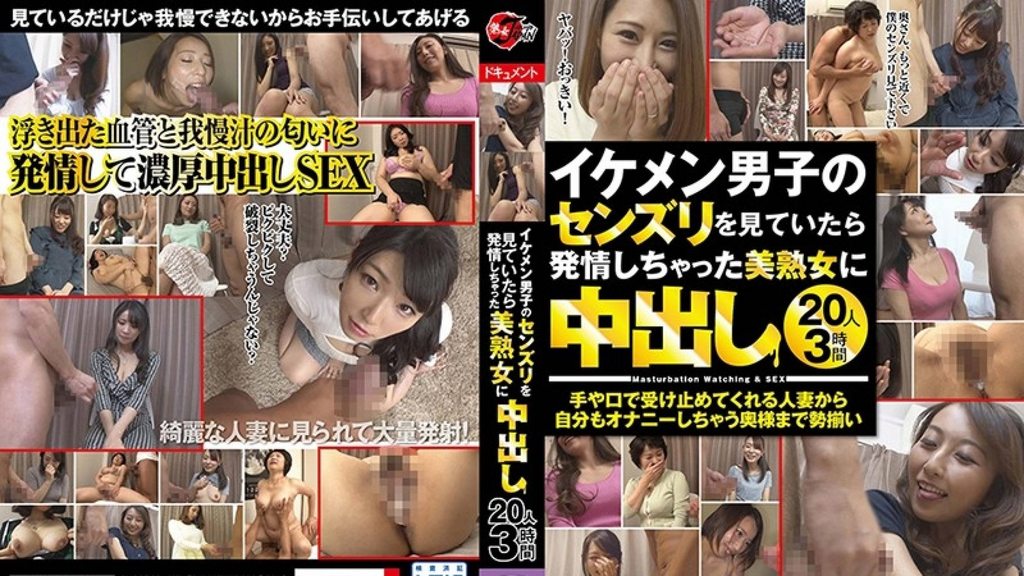 見ているだけじゃ我慢できないからお手伝いしてあげる
浮き出た血管と我慢汁の匂いに
発情して濃厚中出しSEX
大丈夫?
ビクビクして
破裂しちゃうんじゃない?
綺麗な人妻に見られて大量発射!
ドキュメント
イケメン男子のセンズリを
見ていたら
発情しちゃった美熟女に
中出し
20人
3時間
ヤバッ!おっきい!
奥さん、もっと近くで
僕のセンズリ見て下さい
イケメン男子の
センズリを見ていたら
発情しちゃった美熟女に
中出し
20人
3時間
Masturbation Watching & SEX
手や口で受け止めてくれる人妻から
自分もオナニーしちゃう奥様まで勢揃い